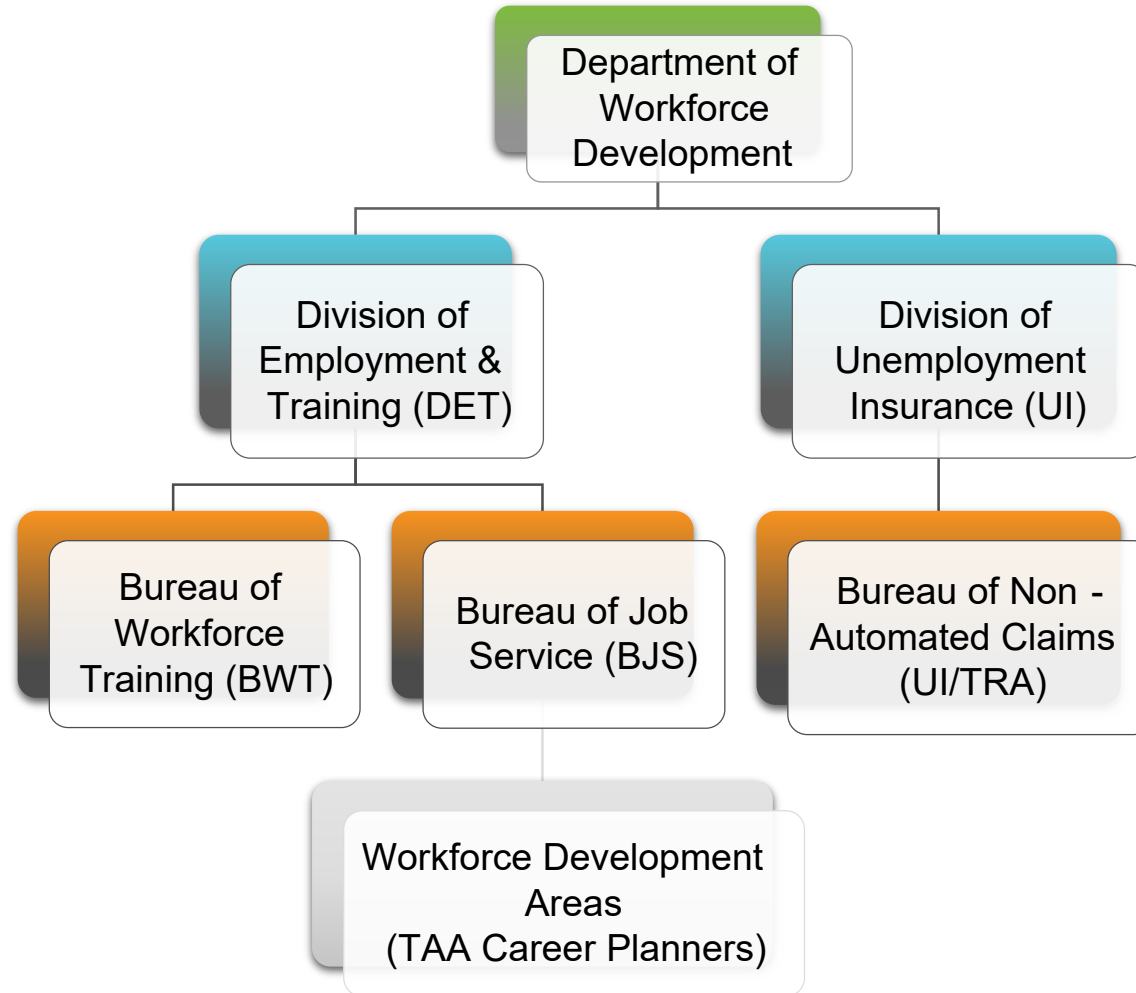 Department of
Workforce
Development
Division of
Employment &
Training (DET)
Division of
Unemployment
Insurance (UI)
Bureau of
Workforce
Training (BWT)
Bureau of Job
Service (BJS)
Bureau of Non -
Automated Claims
(UI/TRA)
Workforce Development
Areas
(TAA Career Planners)